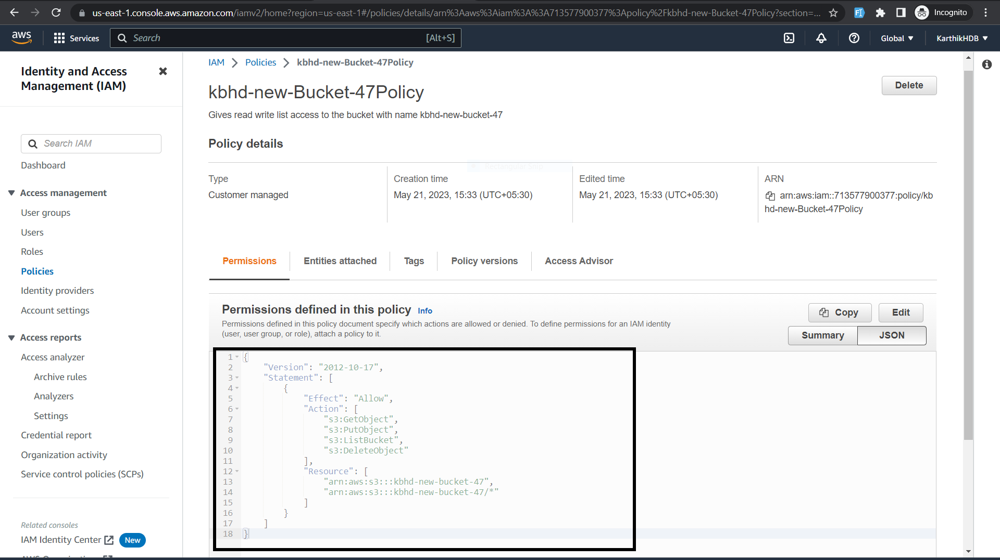 us-east-1.console.aws.amazon.com/iamv2/home?region=us-east-1#/policies/details/arn%3Aaws%3Aiam%3A%3A713577900377%3Apolicy%2Fkbhd-new-Bucket-47Policy?section=...
Incognito
aws
Services
Search
[Alt+S]
Global
KarthikHDB
Identity and Access
Management (IAM)
Search IAM
Dashboard
Access management
User groups
Users
Roles
Policies
Identity providers
Account settings
Access reports
Access analyzer
Archive rules
Analyzers
Settings
Credential report
Organization activity
Service control policies (SCPs)
Related consoles
IAM Identity Center
New
IAM > Policies > kbhd-new-Bucket-47Policy
kbhd-new-Bucket-47Policy
Delete
Gives read write list access to the bucket with name kbhd-new-bucket-47
Policy details
Rectangular Snip
Type
Customer managed
Creation time
May 21, 2023, 15:33 (UTC+05:30)
Edited time
May 21, 2023, 15:33 (UTC+05:30)
ARN
arn:aws:iam::713577900377:policy/kb
hd-new-Bucket-47Policy
Permissions
Entities attached
Tags
Policy versions
Access Advisor
Permissions defined in this policy Info
Permissions defined in this policy document specify which actions are allowed or denied. To define permissions for an IAM identity
(user, user group, or role), attach a policy to it.
Copy
Edit
Summary
JSON
1 {
2 "Version": "2012-10-17",
3 "Statement": [
4 {
5 "Effect": "Allow",
6 "Action": [
7 "s3:GetObject",
8 "s3:PutObject",
9 "s3:ListBucket",
10 "s3:DeleteObject"
11 ],
12 "Resource": [
13 "arn:aws:s3:::kbhd-new-bucket-47",
14 "arn:aws:s3:::kbhd-new-bucket-47/*"
15 ]
16 }
17 ]
18 }